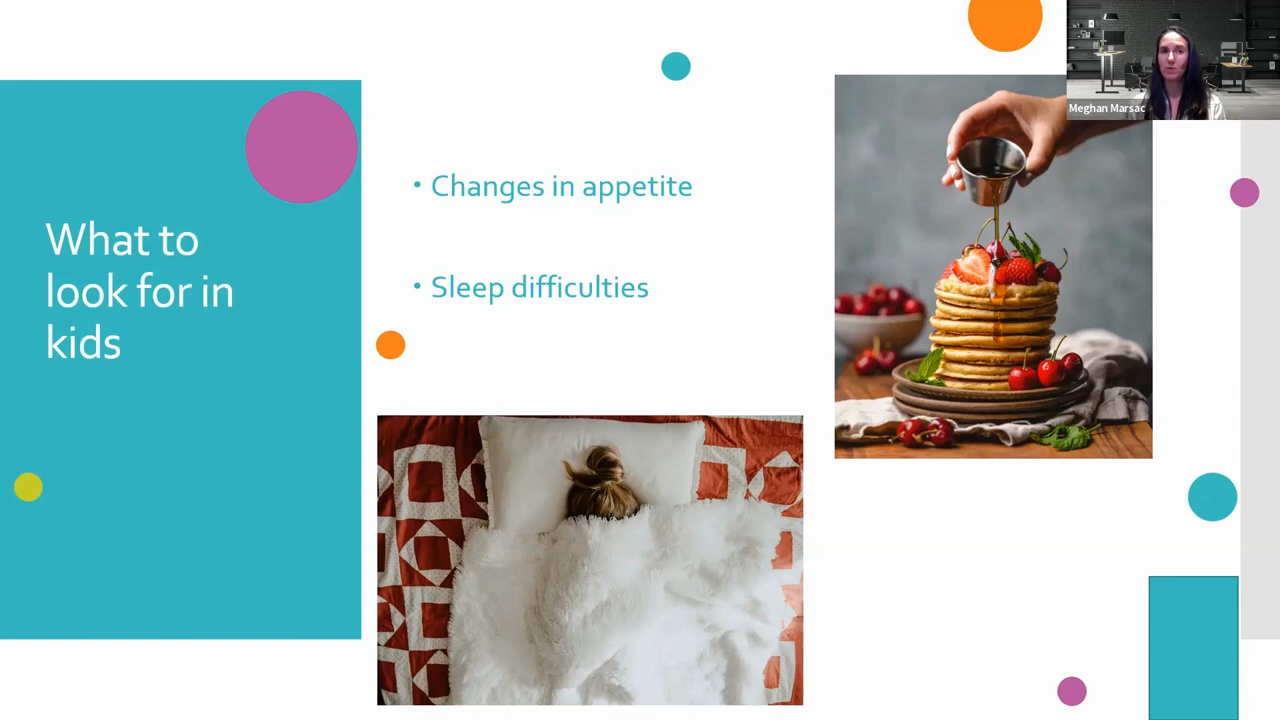 What to
look for in
kids
• Changes in appetite
• Sleep difficulties
Meghan Marsac